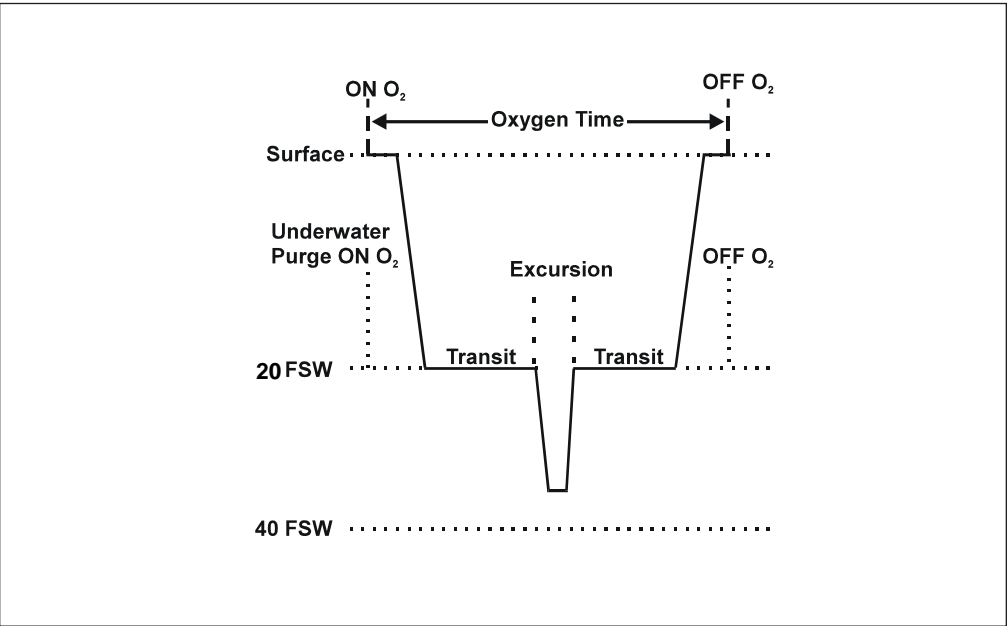 ON O₂
OFF O₂
Oxygen Time
Surface
Underwater
Purge ON O₂
OFF O₂
Excursion
Transit
Transit
20 FSW
40 FSW